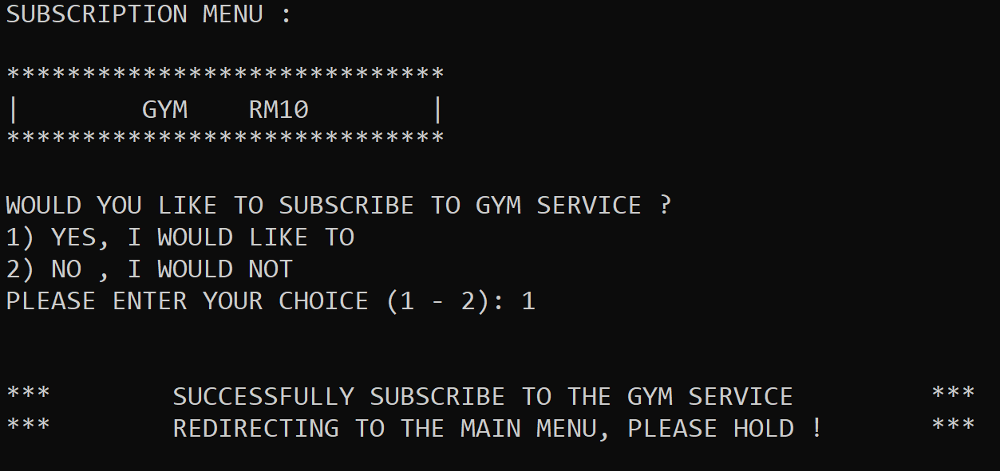 SUBSCRIPTION MENU :
*****************************
| GYM RM10 |
*****************************
WOULD YOU LIKE TO SUBSCRIBE TO GYM SERVICE ?
1) YES, I WOULD LIKE TO
2) NO , I WOULD NOT
PLEASE ENTER YOUR CHOICE (1 - 2): 1
*** SUCCESSFULLY SUBSCRIBE TO THE GYM SERVICE ***
*** REDIRECTING TO THE MAIN MENU, PLEASE HOLD ! ***